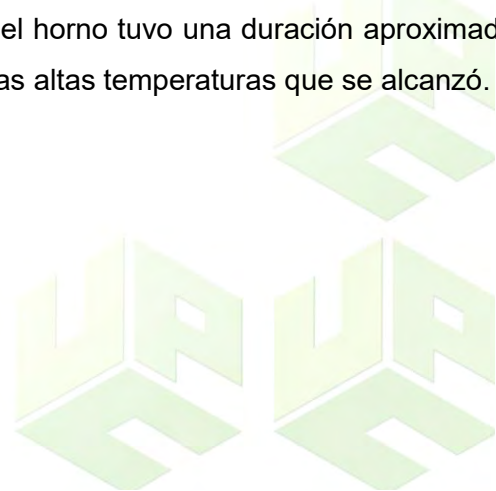 el horno tuvo una duración aproximad
as altas temperaturas que se alcanzó.